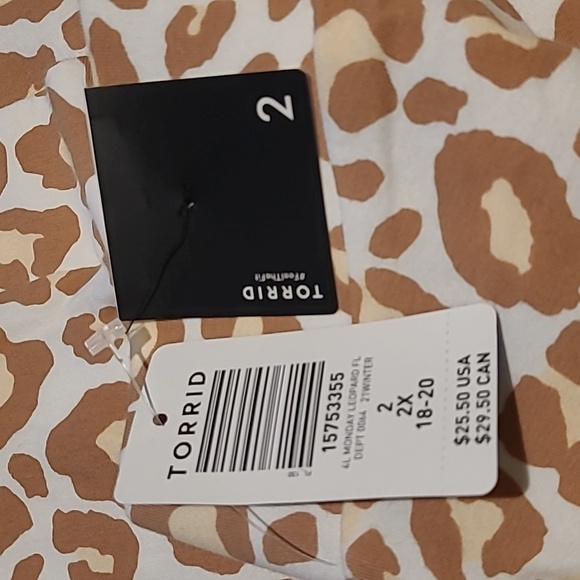 2
#FeelTheFit
TORRID
TORRID
15753355
4L MONDAY LEOPARD FL
DEPT 0064 21WINTER
2
2X
18-20
$25.50 USA
$29.50 CAN